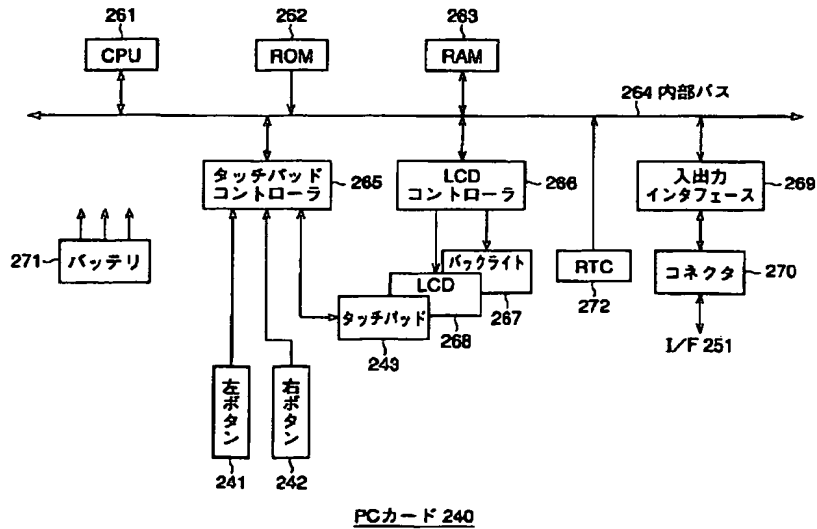 261
CPU
262
ROM
263
RAM
264 内部バス
タッチパッド
コントローラ
265
LCD
コントローラ
266
入出力
インタフェース
269
271
バッテリ
バックライト
LCD
タッチパッド
267
268
243
RTC
272
コネクタ
270
I/F 251
左ボタン
241
右ボタン
242
PCカード 240